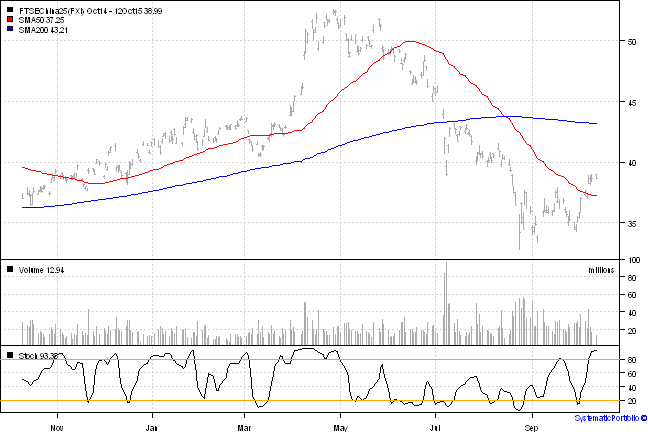 FTSEChina25(FXI) Oct14 - 12Oct15 38.99
SMA50 37.25
SMA200 43.21
50
45
40
35
100
Volume 12.94
millions
80
60
40
20
Stoch 93.38
80
60
40
20
Nov Jan Mar May Jul Sep
SystematicPortfolio ©